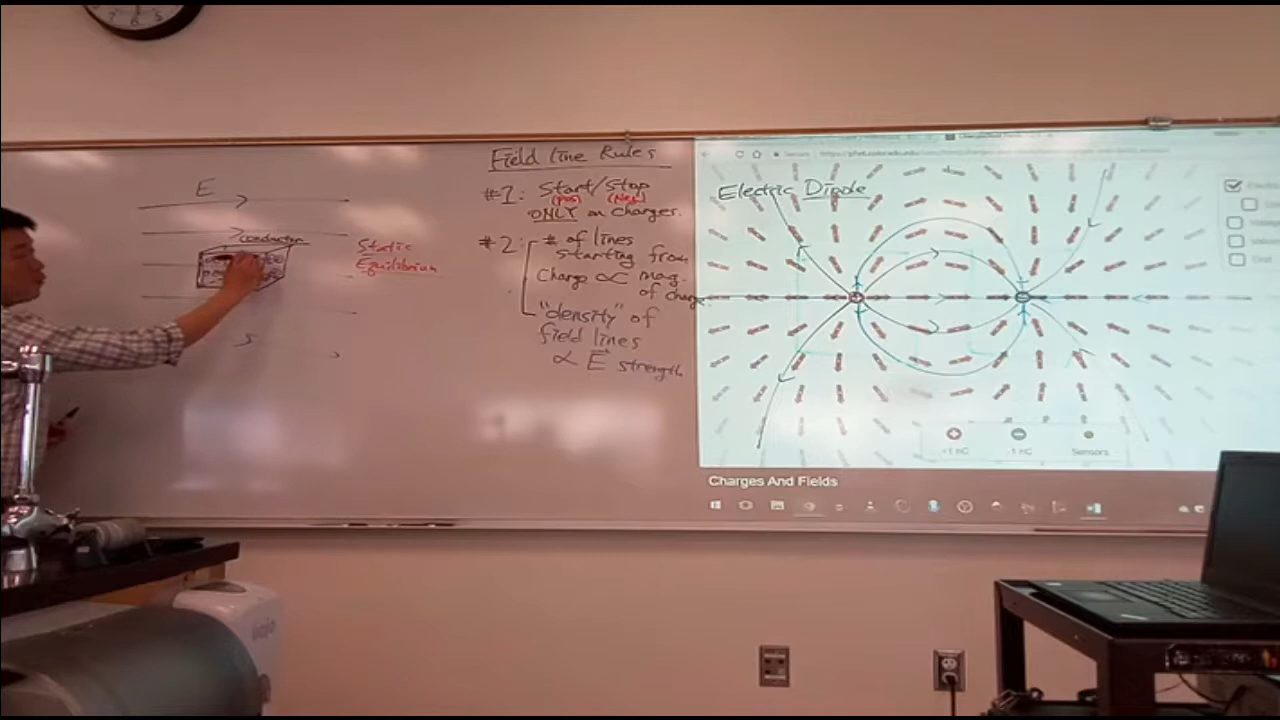 E
conductor
Static
Equilibrium
Field Line Rules
#1: Start/Stop
(Pos) (Neg)
ONLY on charges.
#2: # of lines
starting from
Charge ∝ mag.
of charge.
"density" of
field lines
∝ E strength
Electric Dipole
+1 nC
-1 nC
Sensors
Charges And Fields